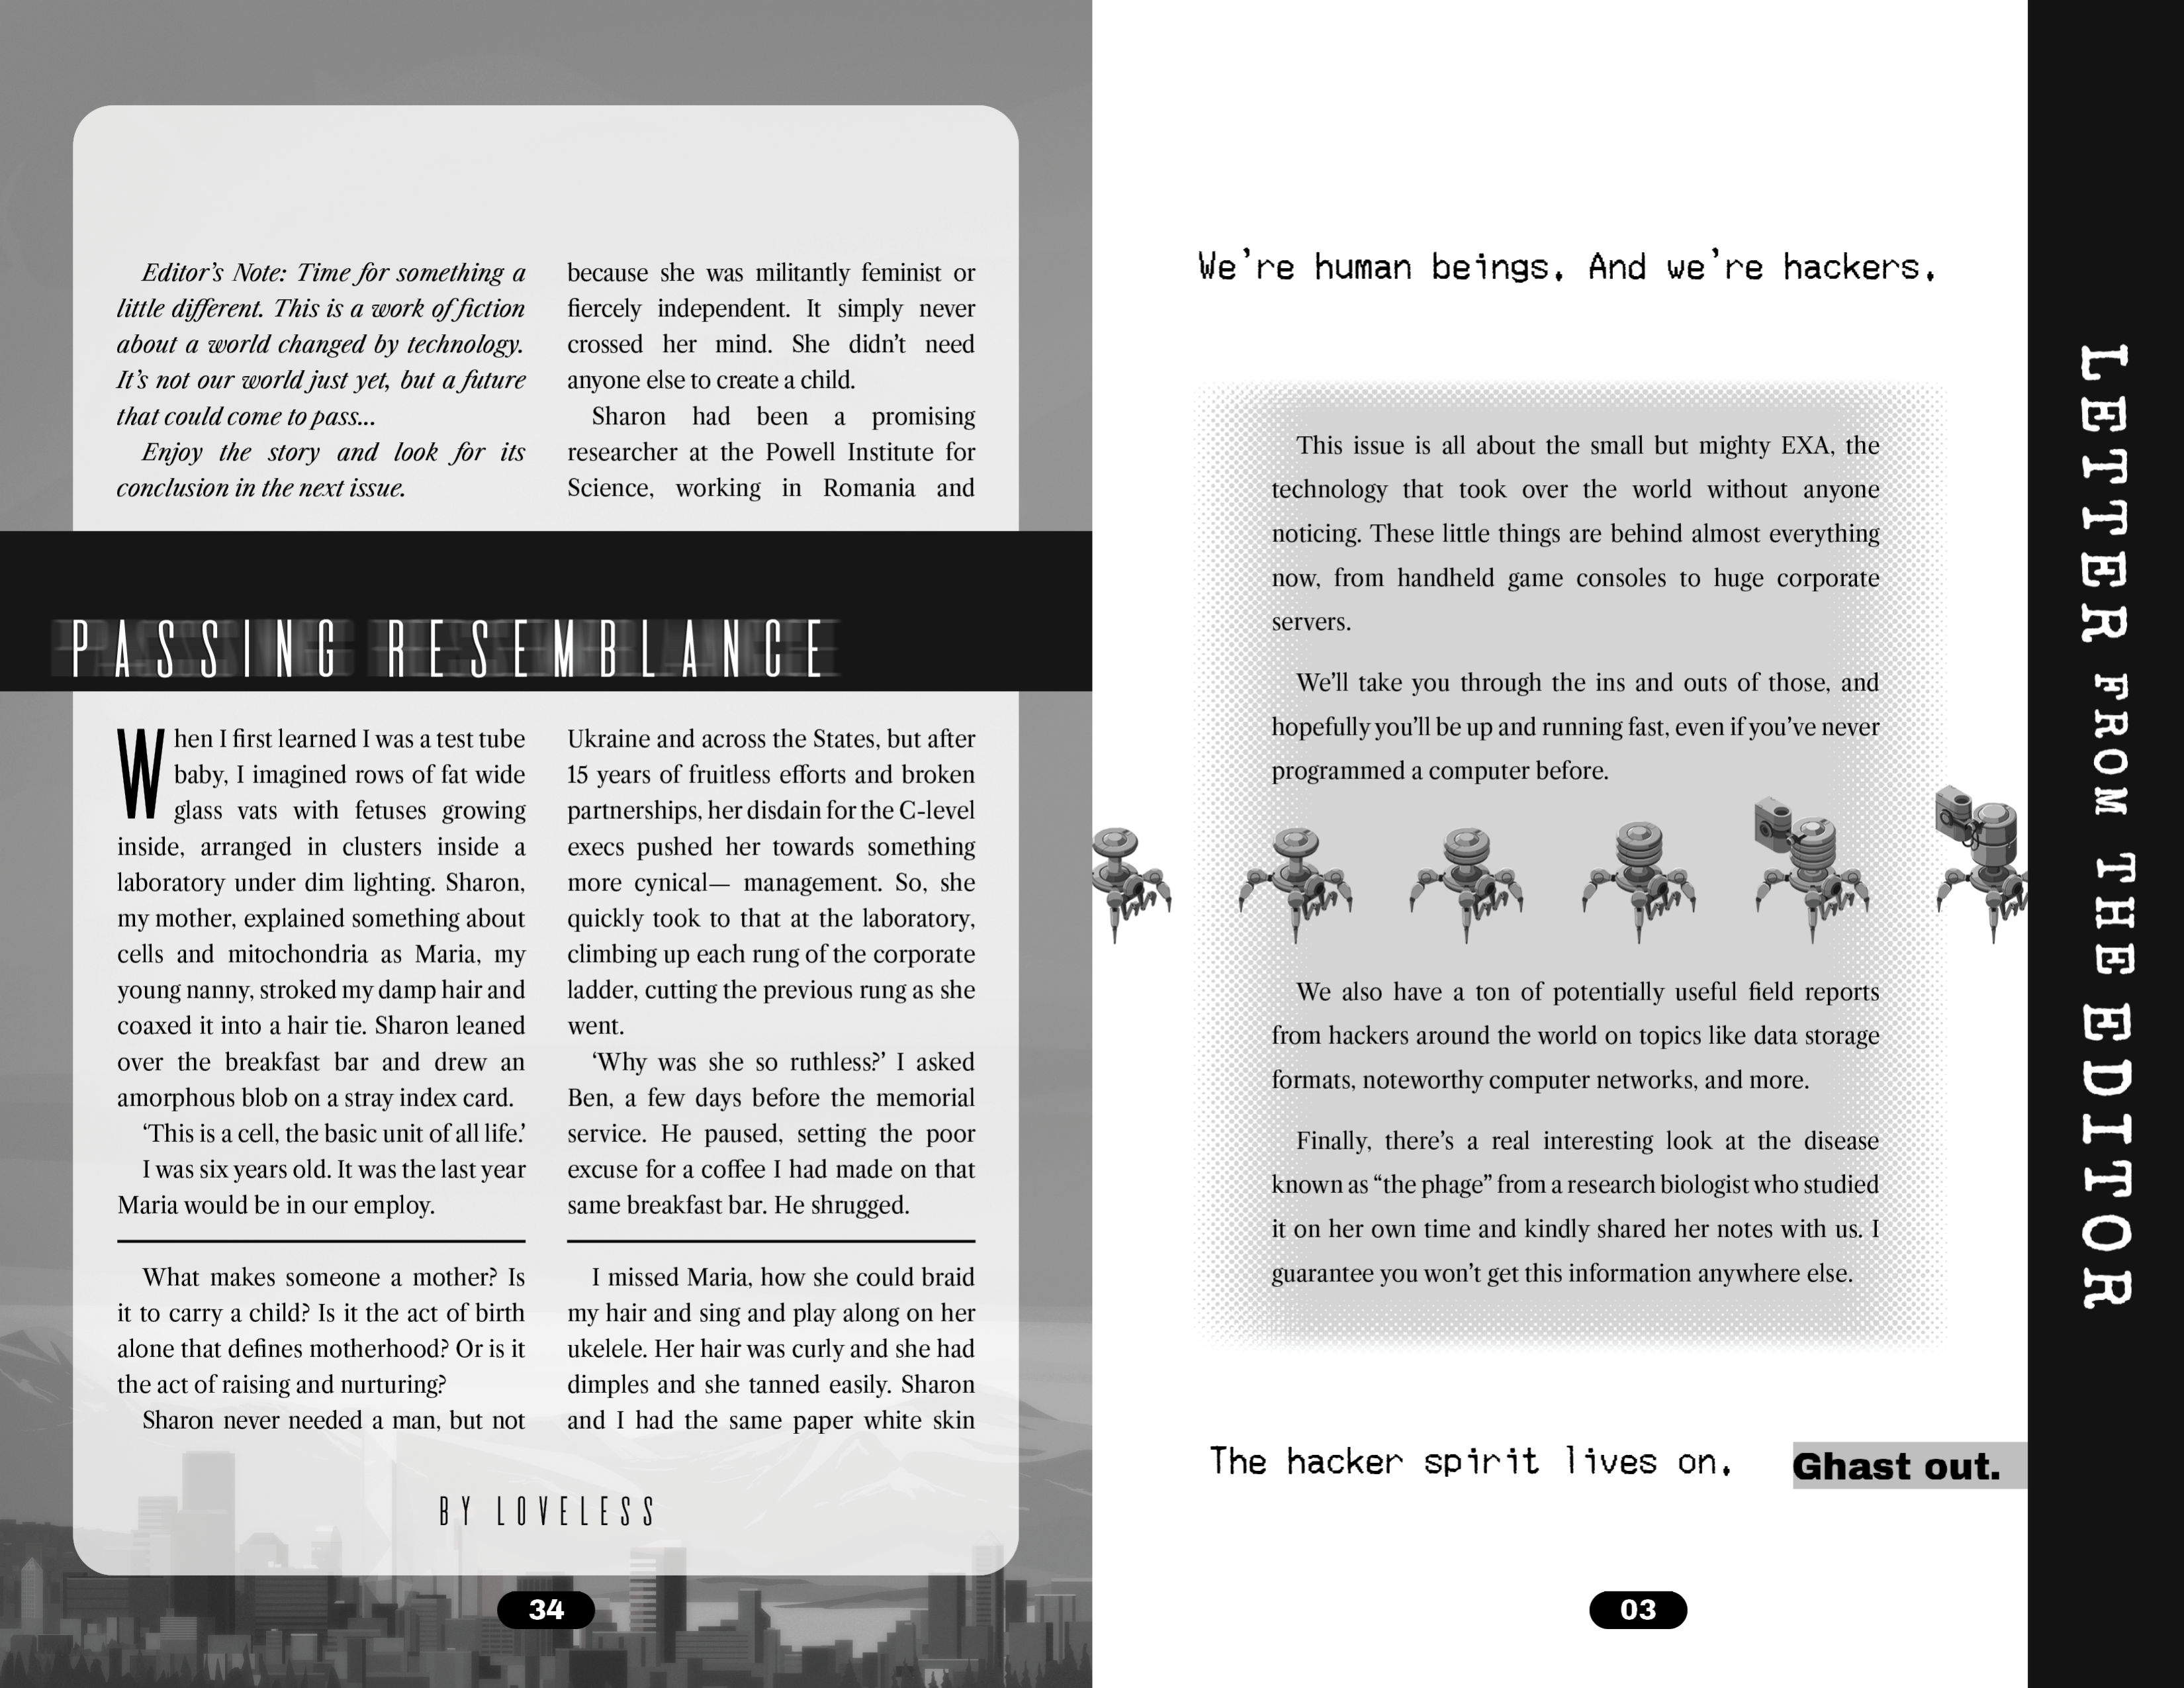 Editor's Note: Time for something a
little different. This is a work of fiction
about a world changed by technology.
It's not our world just yet, but a future
that could come to pass...
Enjoy the story and look for its
conclusion in the next issue.
PASSING RESEMBLANCE
When I first learned I was a test tube
baby, I imagined rows of fat wide
glass vats with fetuses growing
inside, arranged in clusters inside a
laboratory under dim lighting. Sharon,
my mother, explained something about
cells and mitochondria as Maria, my
young nanny, stroked my damp hair and
coaxed it into a hair tie. Sharon leaned
over the breakfast bar and drew an
amorphous blob on a stray index card.
‘This is a cell, the basic unit of all life.’
I was six years old. It was the last year
Maria would be in our employ.
What makes someone a mother? Is
it to carry a child? Is it the act of birth
alone that defines motherhood? Or is it
the act of raising and nurturing?
Sharon never needed a man, but not
because she was militantly feminist or
fiercely independent. It simply never
crossed her mind. She didn't need
anyone else to create a child.
Sharon had been a promising
researcher at the Powell Institute for
Science, working in Romania and
Ukraine and across the States, but after
15 years of fruitless efforts and broken
partnerships, her disdain for the C-level
execs pushed her towards something
more cynical— management. So, she
quickly took to that at the laboratory,
climbing up each rung of the corporate
ladder, cutting the previous rung as she
went.
‘Why was she so ruthless?’ I asked
Ben, a few days before the memorial
service. He paused, setting the poor
excuse for a coffee I had made on that
same breakfast bar. He shrugged.
I missed Maria, how she could braid
my hair and sing and play along on her
ukelele. Her hair was curly and she had
dimples and she tanned easily. Sharon
and I had the same paper white skin
BY LOVELESS
34
LETTER FROM THE EDITOR
We're human beings. And we're hackers.
This issue is all about the small but mighty EXA, the
technology that took over the world without anyone
noticing. These little things are behind almost everything
now, from handheld game consoles to huge corporate
servers.
We'll take you through the ins and outs of those, and
hopefully you'll be up and running fast, even if you've never
programmed a computer before.
We also have a ton of potentially useful field reports
from hackers around the world on topics like data storage
formats, noteworthy computer networks, and more.
Finally, there's a real interesting look at the disease
known as “the phage” from a research biologist who studied
it on her own time and kindly shared her notes with us. I
guarantee you won't get this information anywhere else.
The hacker spirit lives on.
Ghast out.
03